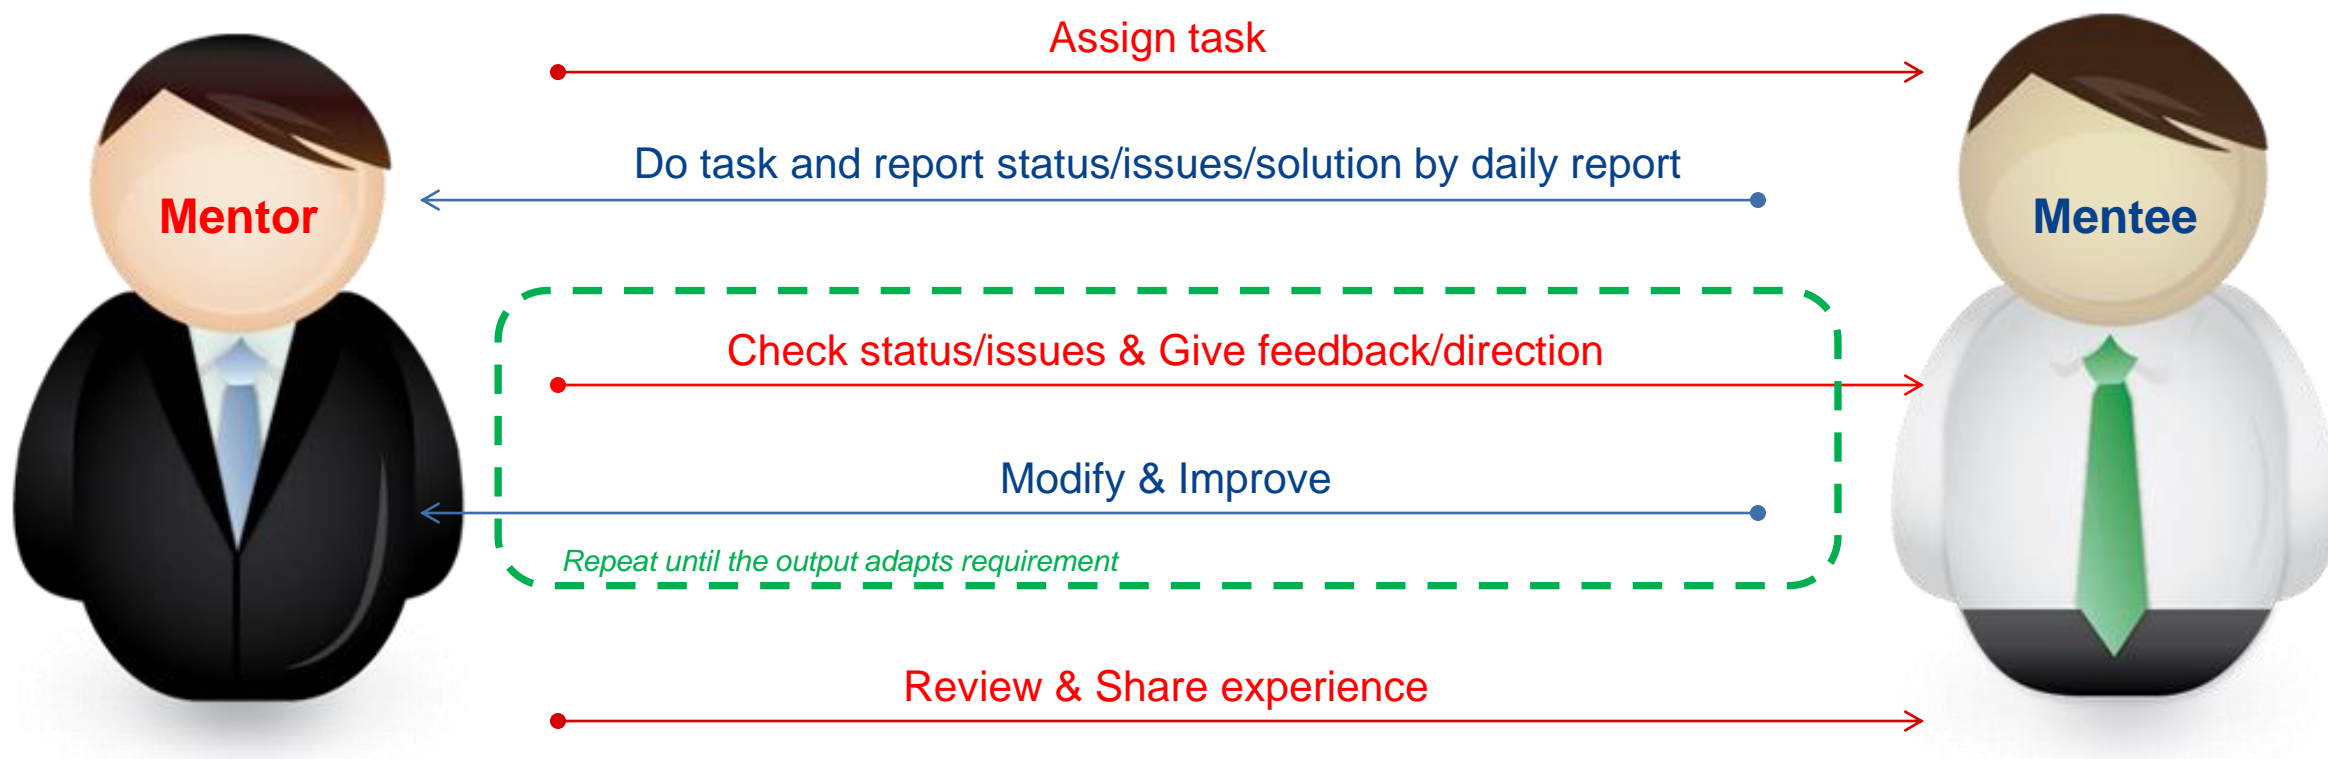 Assign task
Do task and report status/issues/solution by daily report
Mentor
Mentee
Check status/issues & Give feedback/direction
Modify & Improve
Repeat until the output adapts requirement
Review & Share experience